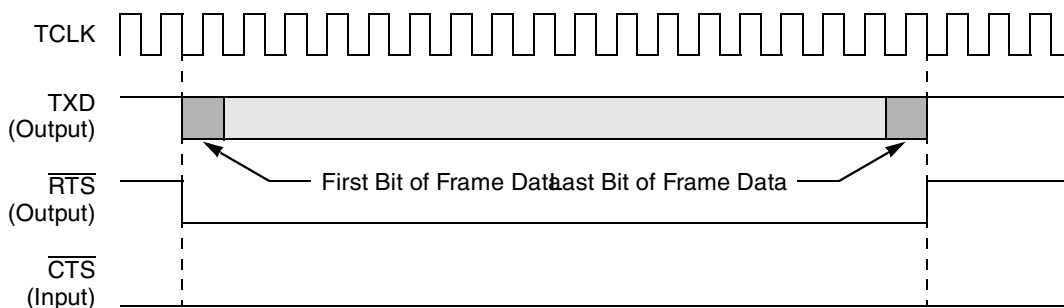 TCLK
TXD
(Output)
First Bit of Frame Data
Last Bit of Frame Data
RTS
(Output)
CTS
(Input)